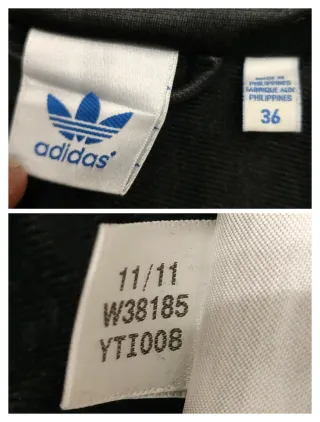 adidas
MADE IN
PHILIPPINES
FABRIQUE AUX
PHILIPPINES
36
11/11
W38185
YTI008